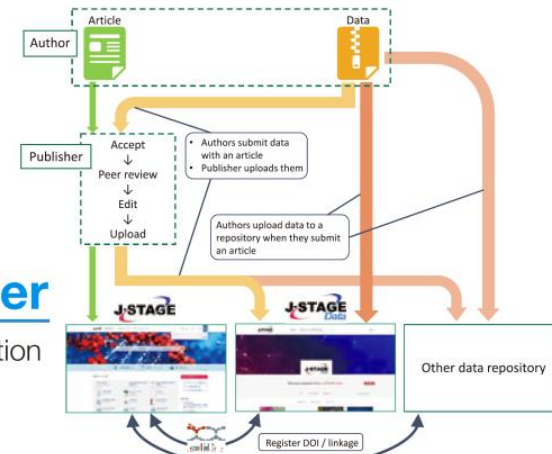 Article
Data
Author
Publisher
Accept
↓
Peer review
↓
Edit
↓
Upload
• Authors submit data
with an article
• Publisher uploads them
Authors upload data to a
repository when they submit
an article
er
tion
J-STAGE
J-STAGE
Data
J-STAGE
Other data repository
Register DOI / linkage